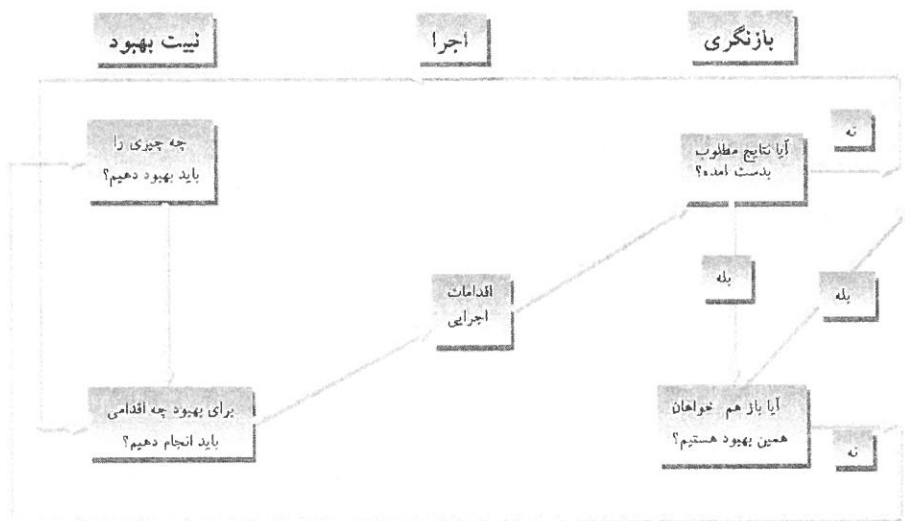 نیت بهبود
اجرا
بازنگری
چه چیزی را
باید بهبود دهیم؟
آیا نتایج مطلوب
بدست آمده؟
نه
بله
بله
اقدامات
اجرایی
برای بهبود چه اقدامی
باید انجام دهیم؟
آیا باز هم خواهان
همین بهبود هستیم؟
نه